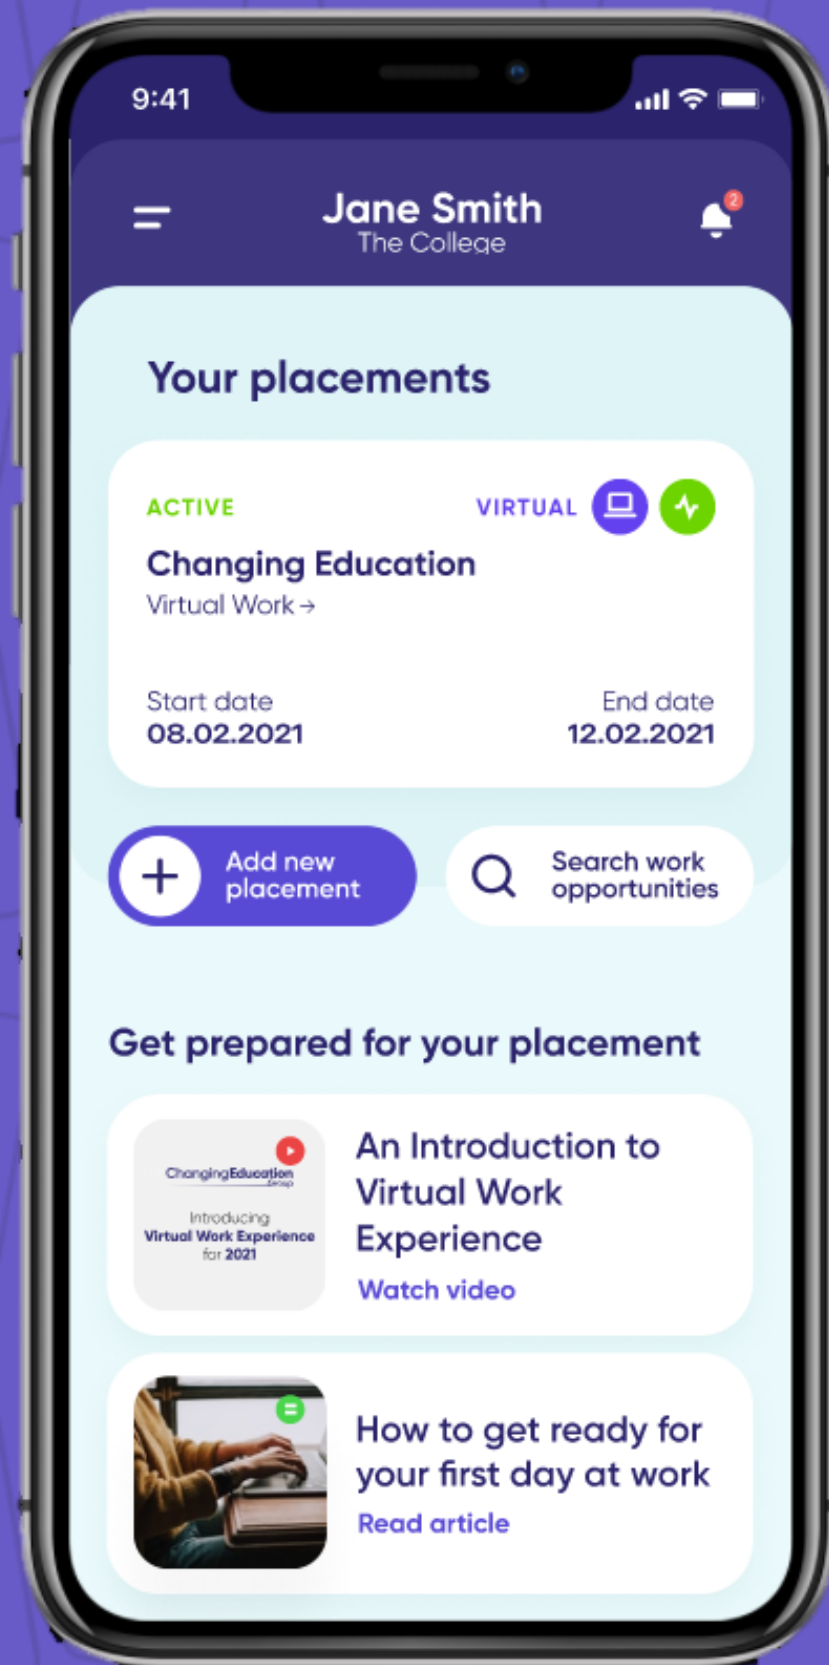 9:41
Jane Smith
2
The College
Your placements
ACTIVE
VIRTUAL
Changing Education
Virtual Work →
Start date
End date
08.02.2021
12.02.2021
Add new
placement
Search work
opportunities
Get prepared for your placement
ChangingEducation
Group
Introducing
Virtual Work Experience
for 2021
An Introduction to
Virtual Work
Experience
Watch video
How to get ready for
your first day at work
Read article